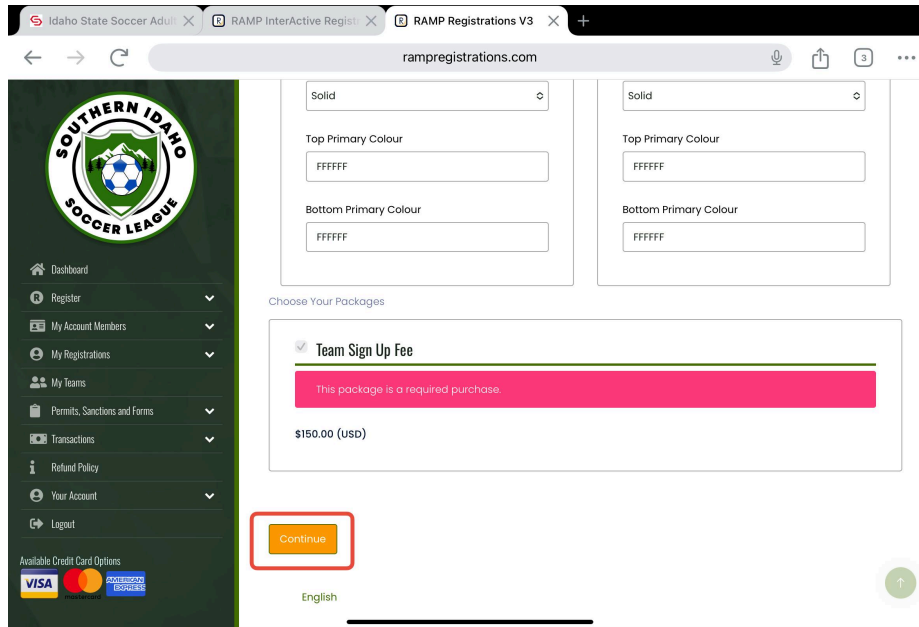 Idaho State Soccer Adult
RAMP InterActive Regist
RAMP Registrations V3
rampregistrations.com
3
SOUTHERN IDAHO
SOCCER LEAGUE
Dashboard
Register
My Account Members
My Registrations
My Teams
Permits, Sanctions and Forms
Transactions
Refund Policy
Your Account
Logout
Available Credit Card Options
VISA
mastercard
AMERICAN
EXPRESS
Solid
Solid
Top Primary Colour
Top Primary Colour
FFFFFF
FFFFFF
Bottom Primary Colour
Bottom Primary Colour
FFFFFF
FFFFFF
Choose Your Packages
Team Sign Up Fee
This package is a required purchase.
$150.00 (USD)
Continue
English